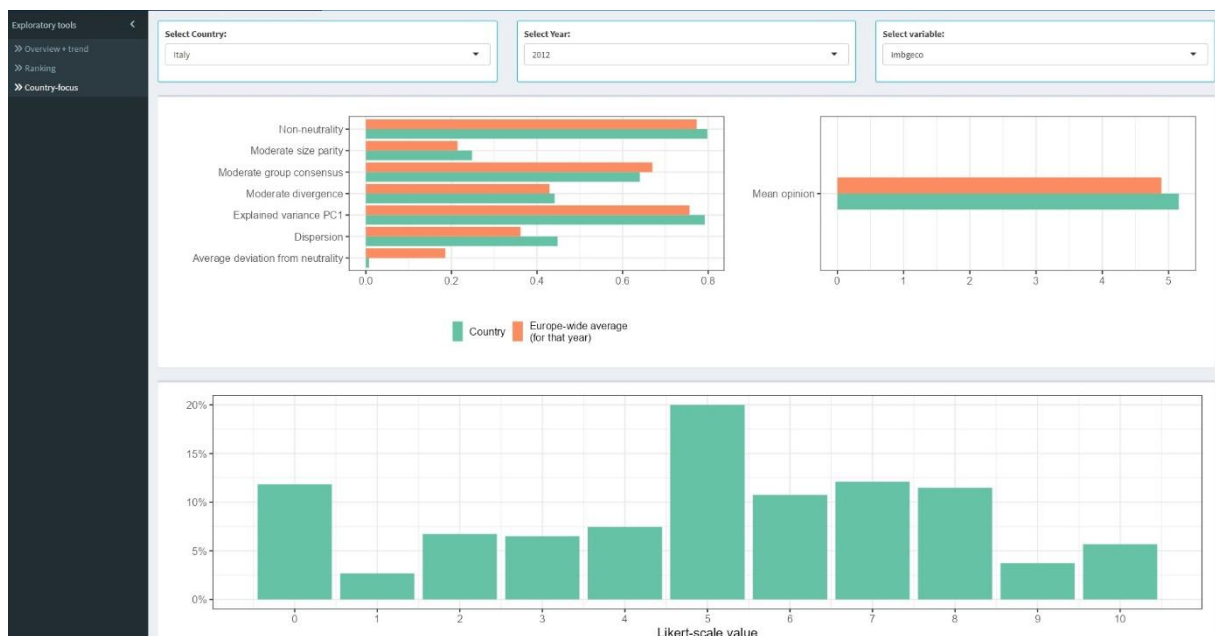 Exploratory tools
Overview + trend
Ranking
Country-focus
Select Country:
Italy
Select Year:
2012
Select variable:
imbgeco
Non-neutrality
Moderate size parity
Moderate group consensus
Moderate divergence
Explained variance PC1
Dispersion
Average deviation from neutrality
0.0 0.2 0.4 0.6 0.8
Mean opinion
0 1 2 3 4 5
Country
Europe-wide average
(for that year)
20%
15%
10%
5%
0%
0 1 2 3 4 5 6 7 8 9 10
Likert-scale value